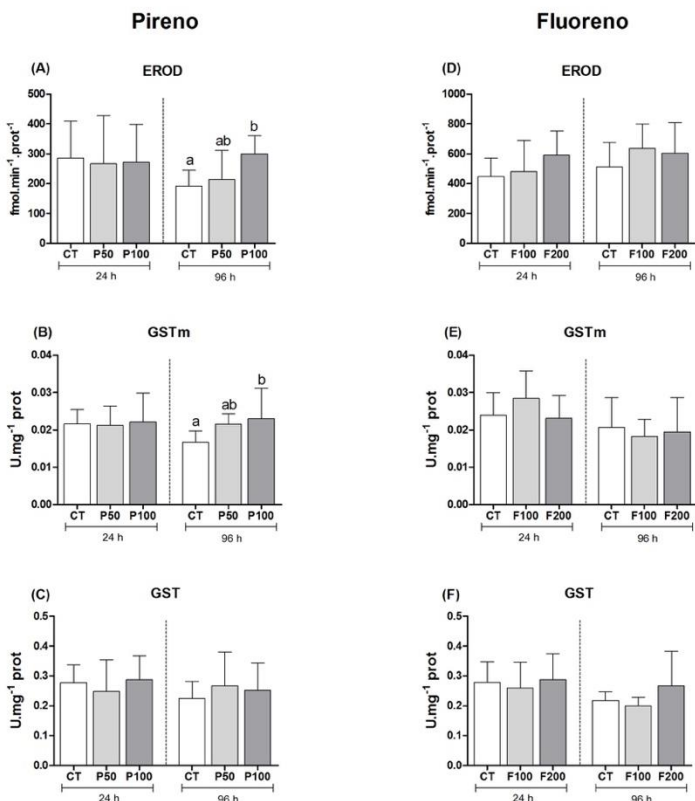 Pireno
Fluoreno
(A)
EROD
fmol.min⁻¹.prot⁻¹
500
400
300
200
100
0
a
ab
b
CT P50 P100 CT P50 P100
24 h 96 h
(D)
EROD
fmol.min⁻¹.prot⁻¹
1000
800
600
400
200
0
CT F100 F200 CT F100 F200
24 h 96 h
(B)
GSTm
U.mg⁻¹ prot
0.04
0.03
0.02
0.01
0.00
a
ab
b
CT P50 P100 CT P50 P100
24 h 96 h
(E)
GSTm
U.mg⁻¹ prot
0.04
0.03
0.02
0.01
0.00
CT F100 F200 CT F100 F200
24 h 96 h
(C)
GST
U.mg⁻¹ prot
0.5
0.4
0.3
0.2
0.1
0.0
CT P50 P100 CT P50 P100
24 h 96 h
(F)
GST
U.mg⁻¹ prot
0.5
0.4
0.3
0.2
0.1
0.0
CT F100 F200 CT F100 F200
24 h 96 h